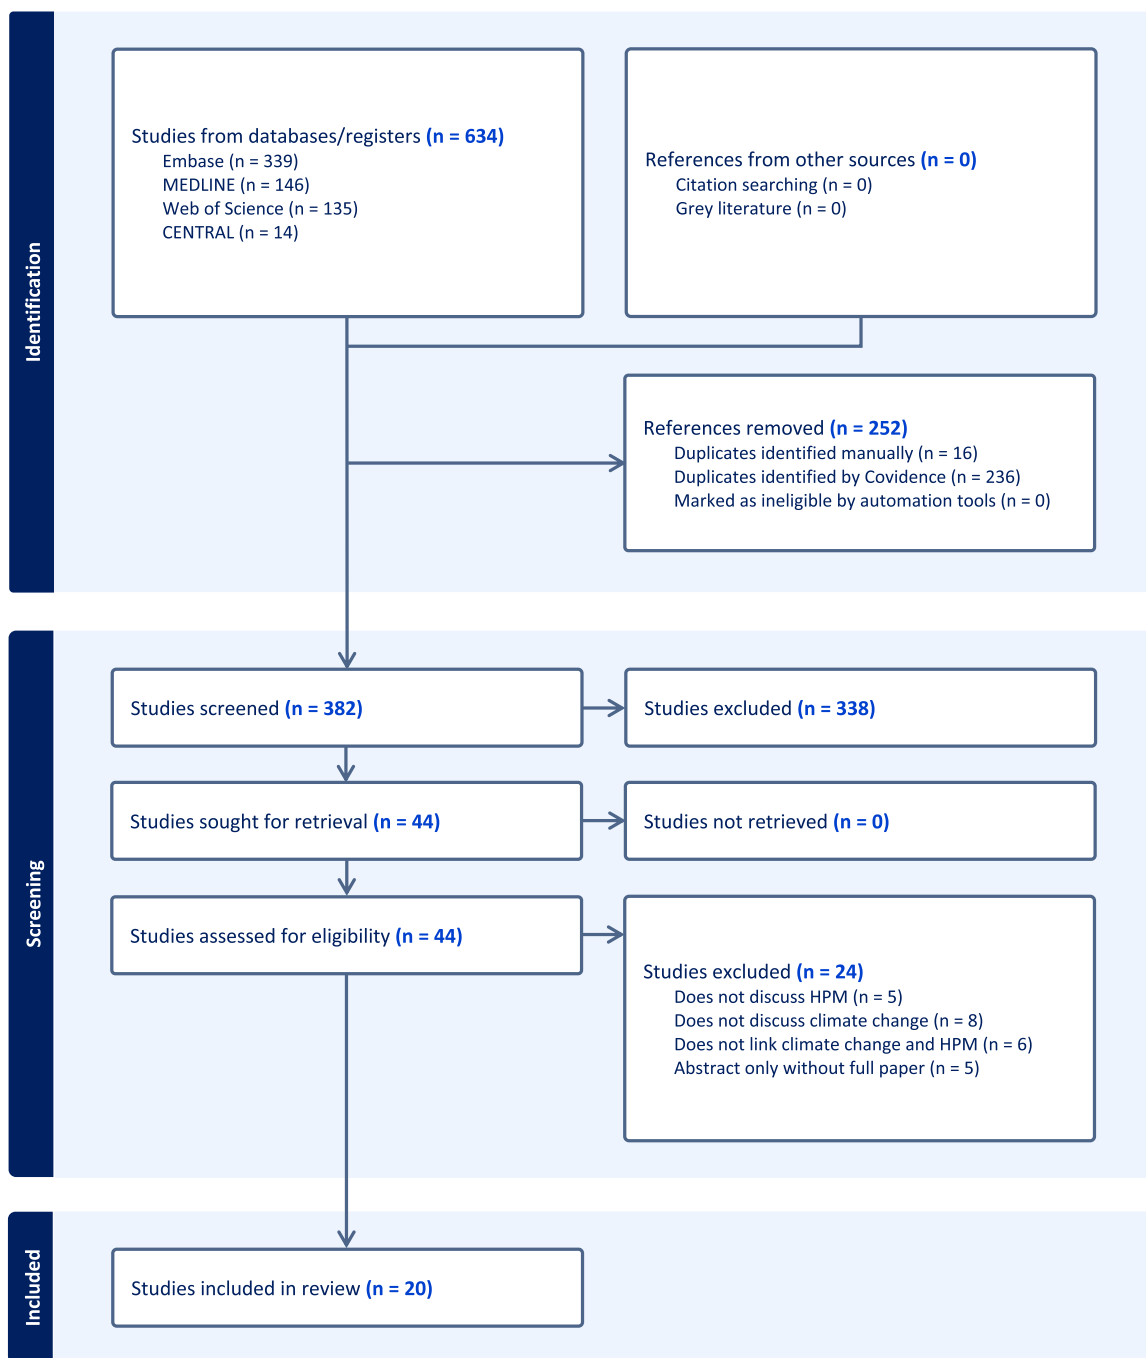 Identification
Studies from databases/registers (n = 634)
Embase (n = 339)
MEDLINE (n = 146)
Web of Science (n = 135)
CENTRAL (n = 14)
References from other sources (n = 0)
Citation searching (n = 0)
Grey literature (n = 0)
References removed (n = 252)
Duplicates identified manually (n = 16)
Duplicates identified by Covidence (n = 236)
Marked as ineligible by automation tools (n = 0)
Screening
Studies screened (n = 382)
Studies excluded (n = 338)
Studies sought for retrieval (n = 44)
Studies not retrieved (n = 0)
Studies assessed for eligibility (n = 44)
Studies excluded (n = 24)
Does not discuss HPM (n = 5)
Does not discuss climate change (n = 8)
Does not link climate change and HPM (n = 6)
Abstract only without full paper (n = 5)
Included
Studies included in review (n = 20)